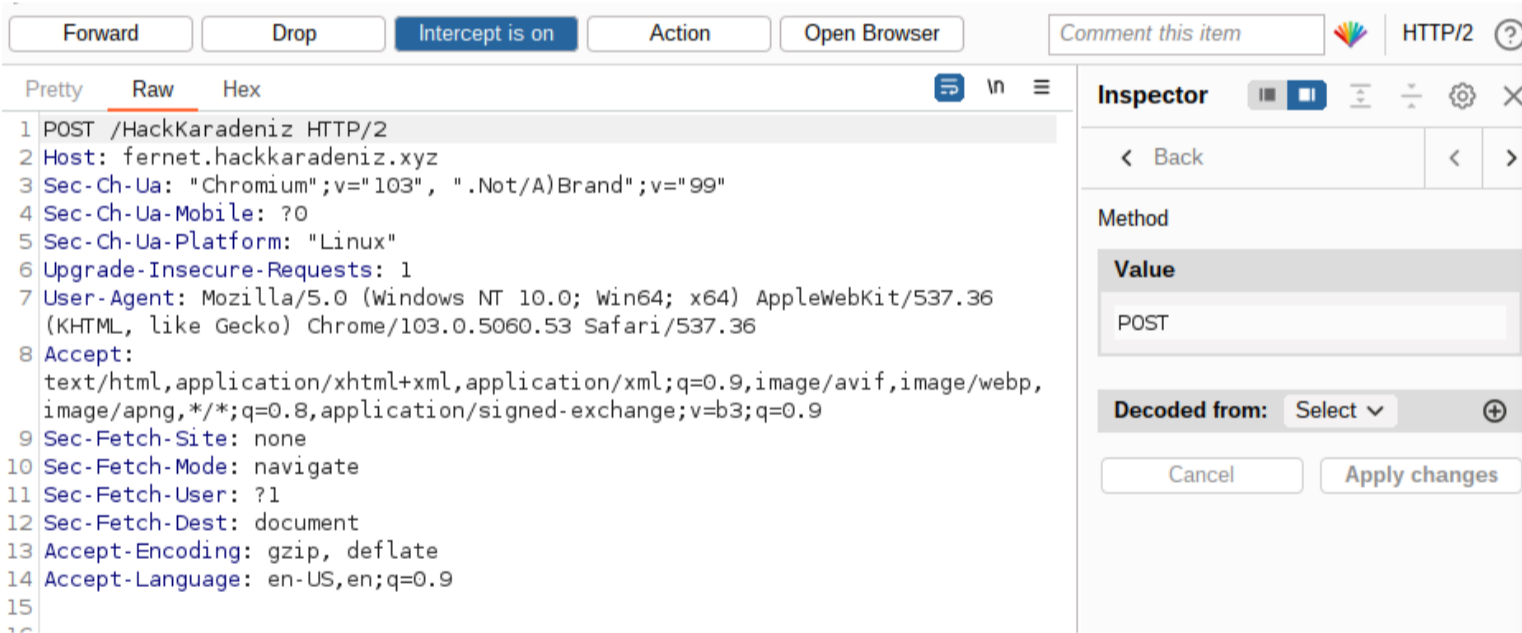 Forward Drop Intercept is on Action Open Browser Comment this item HTTP/2 ?
Pretty Raw Hex \n
Inspector
Back
Method
Value
POST
Decoded from: Select
Cancel Apply changes
1 POST /HackKaradeniz HTTP/2
2 Host: fernet.hackkaradeniz.xyz
3 Sec-Ch-Ua: "Chromium";v="103", ".Not/A)Brand";v="99"
4 Sec-Ch-Ua-Mobile: ?0
5 Sec-Ch-Ua-Platform: "Linux"
6 Upgrade-Insecure-Requests: 1
7 User-Agent: Mozilla/5.0 (Windows NT 10.0; Win64; x64) AppleWebKit/537.36
(KHTML, like Gecko) Chrome/103.0.5060.53 Safari/537.36
8 Accept:
text/html,application/xhtml+xml,application/xml;q=0.9,image/avif,image/webp,
image/apng,*/*;q=0.8,application/signed-exchange;v=b3;q=0.9
9 Sec-Fetch-Site: none
10 Sec-Fetch-Mode: navigate
11 Sec-Fetch-User: ?1
12 Sec-Fetch-Dest: document
13 Accept-Encoding: gzip, deflate
14 Accept-Language: en-US,en;q=0.9
15